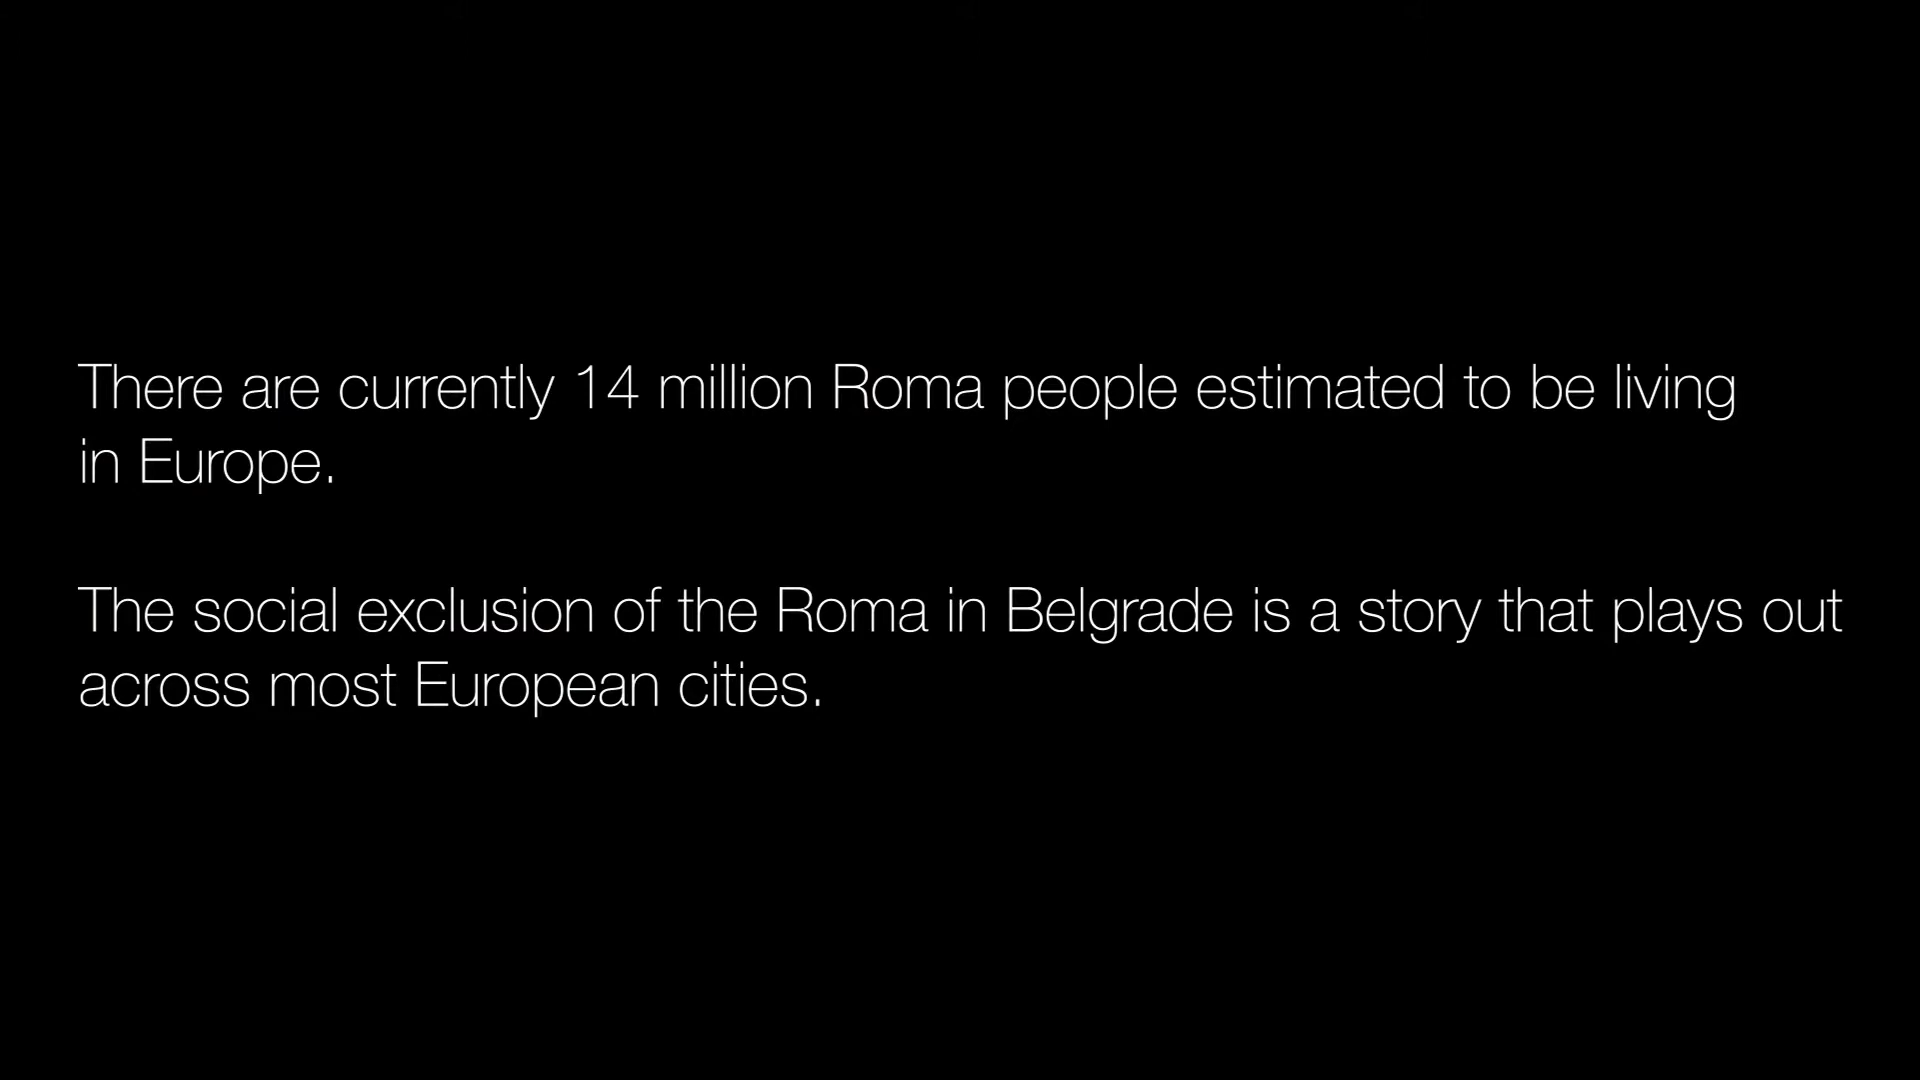 There are currently 14 million Roma people estimated to be living
in Europe.
The social exclusion of the Roma in Belgrade is a story that plays out
across most European cities.